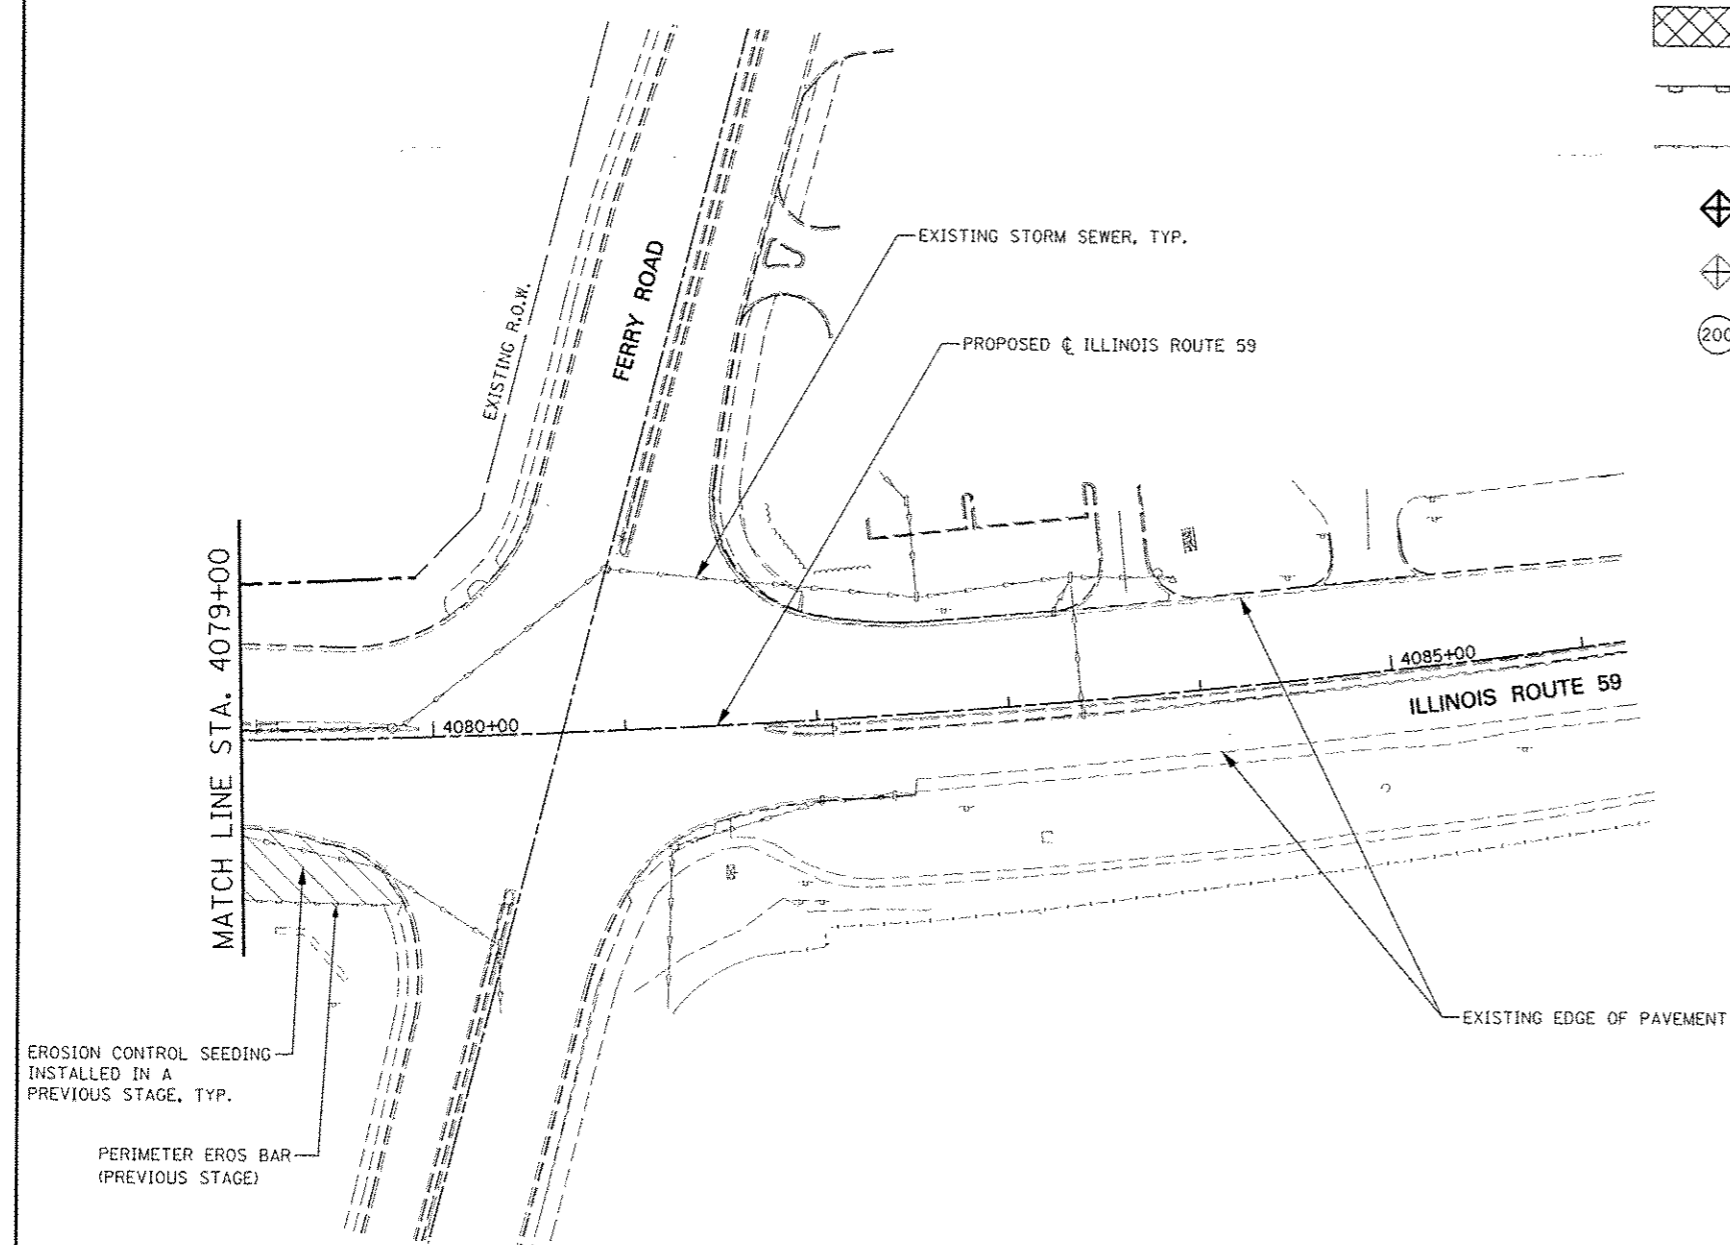 EXISTING STORM SEWER, TYP.
FERRY ROAD
EXISTING R.O.W.
200
PROPOSED ℄ ILLINOIS ROUTE 59
MATCH LINE STA. 4079+00
4080+00
4085+00
ILLINOIS ROUTE 59
EXISTING EDGE OF PAVEMENT
EROSION CONTROL SEEDING
INSTALLED IN A
PREVIOUS STAGE, TYP.
PERIMETER EROS BAR
(PREVIOUS STAGE)